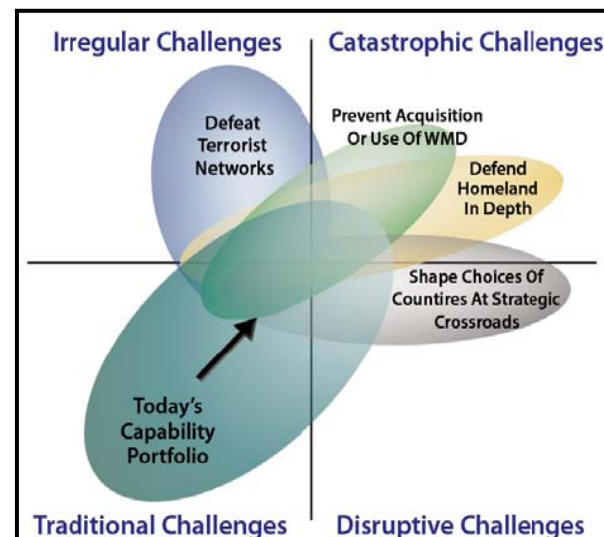 Irregular Challenges
Catastrophic Challenges
Defeat
Terrorist
Networks
Prevent Acquisition
Or Use Of WMD
Defend
Homeland
In Depth
Shape Choices Of
Countires At Strategic
Crossroads
Today's
Capability
Portfolio
Traditional Challenges
Disruptive Challenges